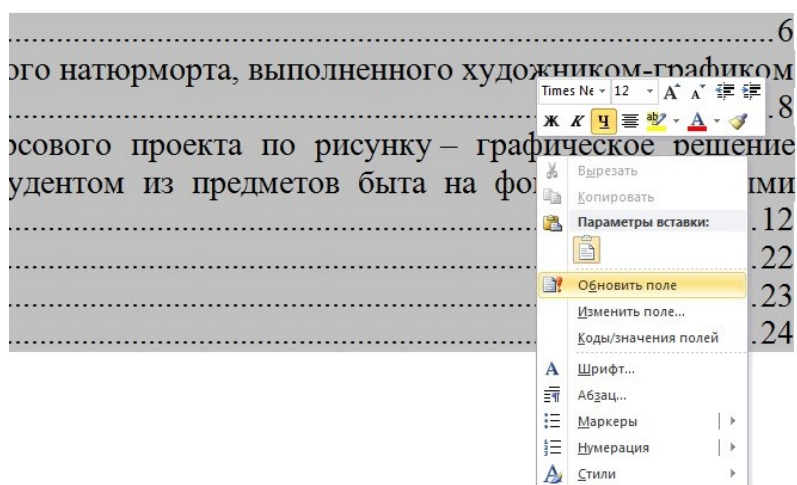 6
ого натюрморта, выполненного художником-графиком
8
рсового проекта по рисунку – графическое решение
удентом из предметов быта на
12
22
23
24
Times Ne 12
Ж К Ч
Вырезать
Копировать
Параметры вставки:
Обновить поле
Изменить поле...
Коды/значения полей
Шрифт...
Абзац...
Маркеры
Нумерация
Стили